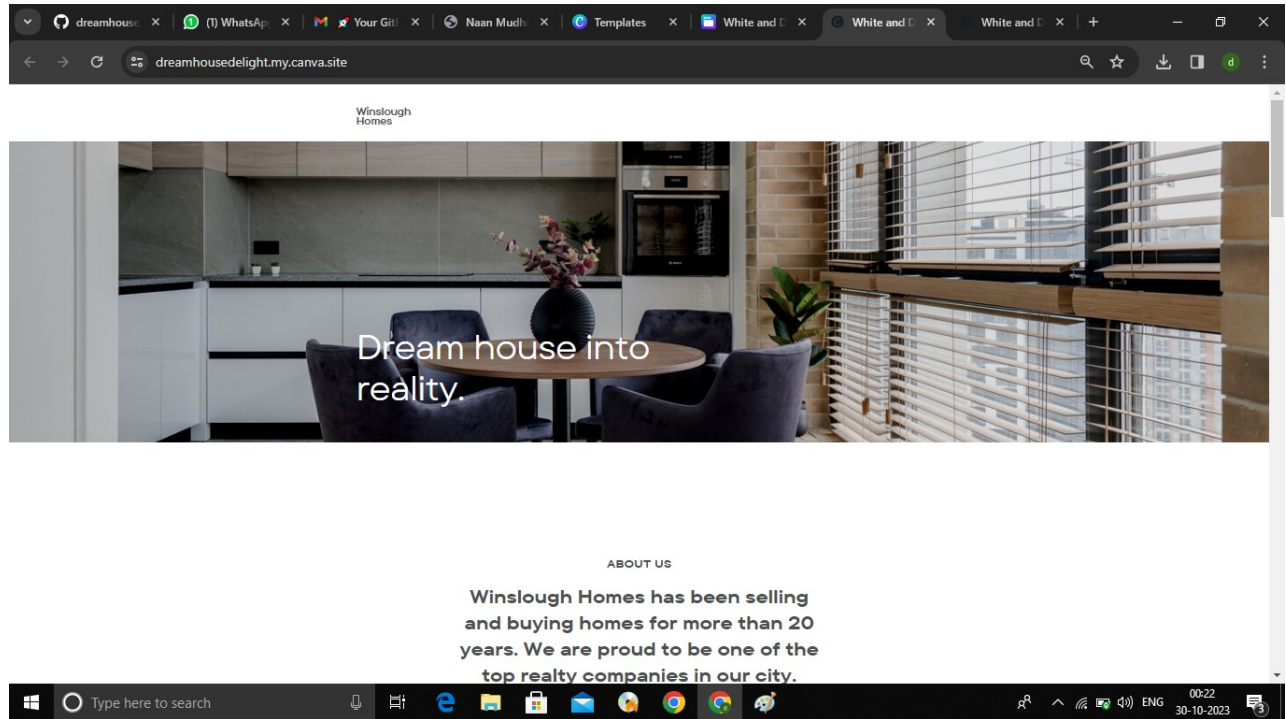 dreamhouse
(1) WhatsAp
Your Git
Naan Mudh
Templates
White and D
White and D
White and D
dreamhousedelight.my.canva.site
d
Winslough
Homes
Dream house into
reality.
ABOUT US
Winslough Homes has been selling
and buying homes for more than 20
years. We are proud to be one of the
top realty companies in our city.
Type here to search
ENG
00:22
30-10-2023
3